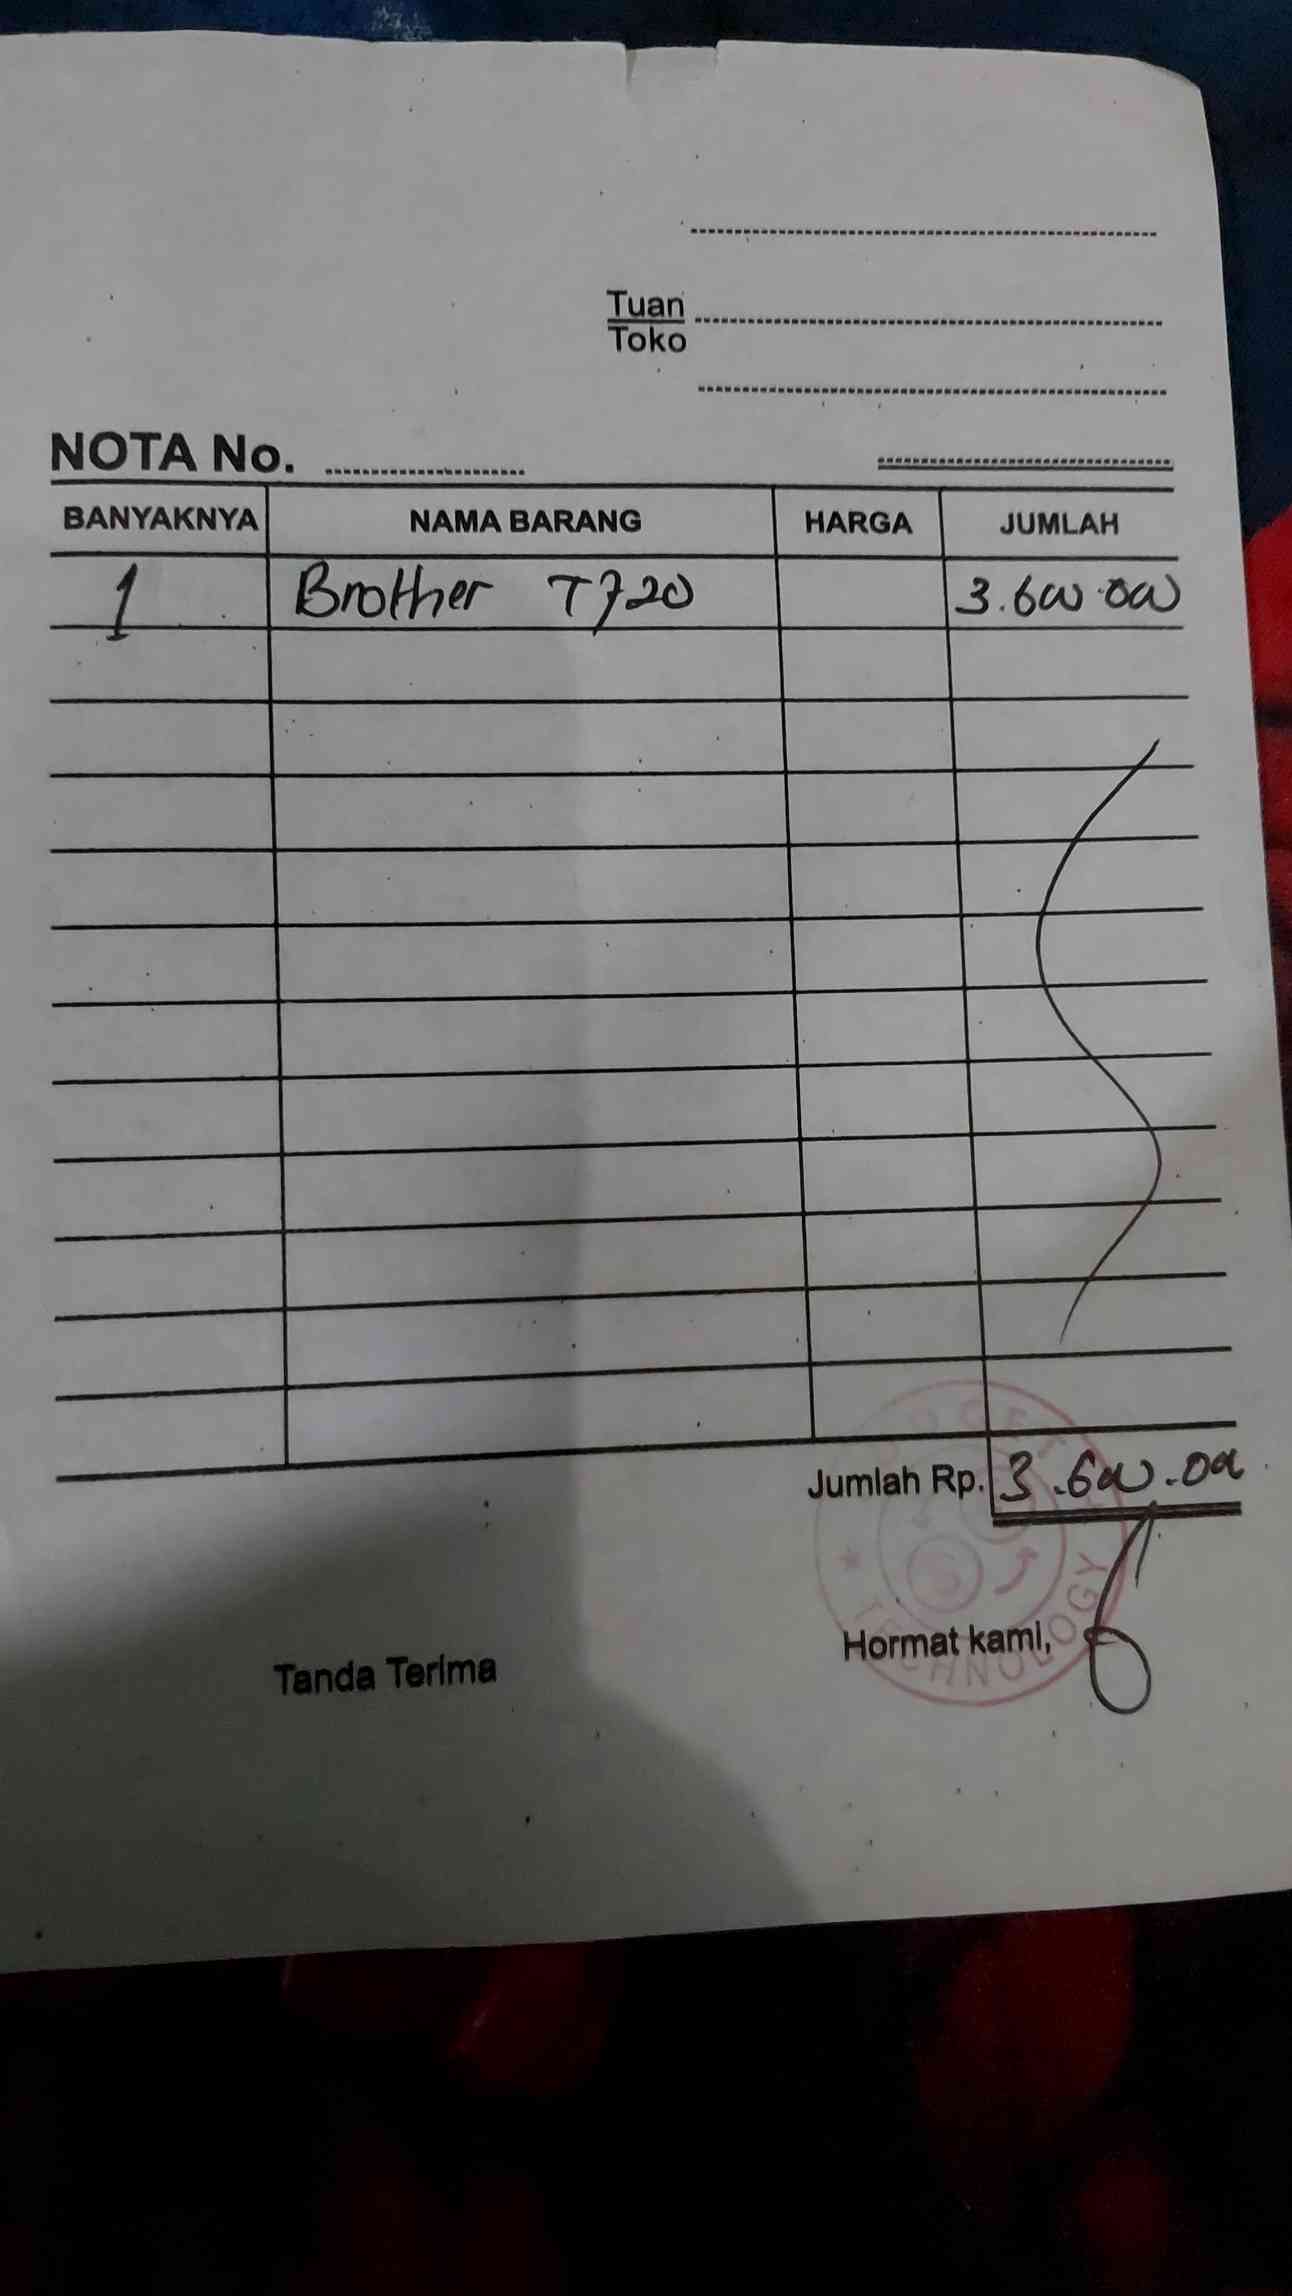 Tuan
Toko
NOTA No.
BANYAKNYA NAMA BARANG HARGA JUMLAH
1 Brother T720 3.600.000
Jumlah Rp. 3.600.000
Tanda Terima Hormat kami,
TECHNOLOGY